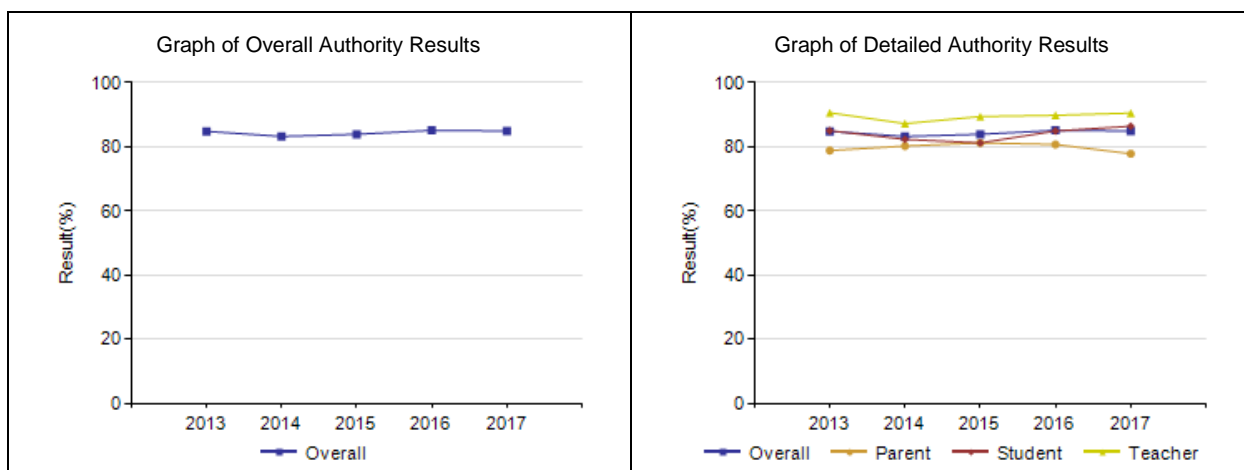 Graph of Overall Authority Results
100
80
60
40
20
0
Result(%)
2013 2014 2015 2016 2017
Overall
Graph of Detailed Authority Results
100
80
60
40
20
0
Result(%)
2013 2014 2015 2016 2017
Overall Parent Student Teacher